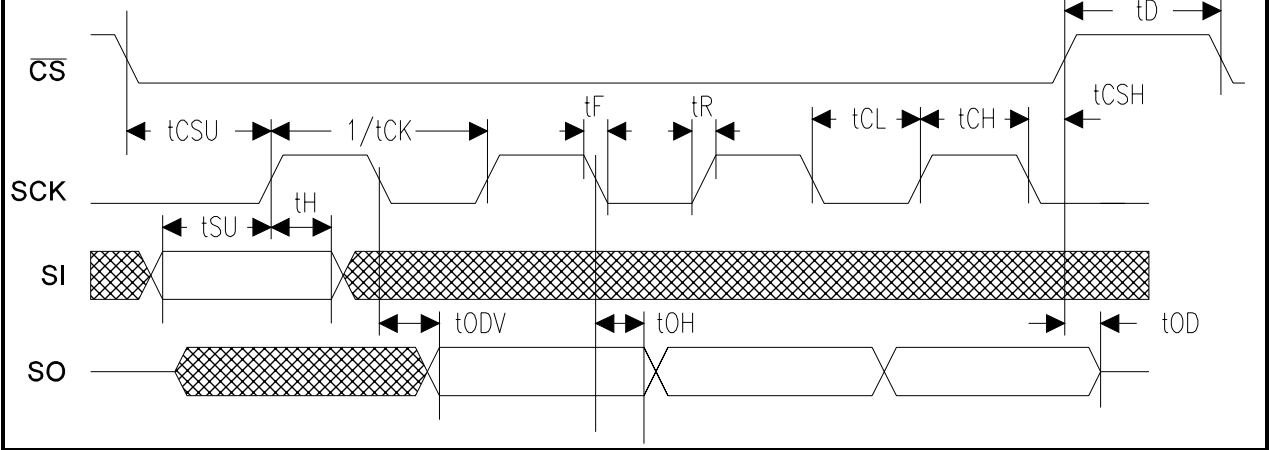 tD
CS
tCSH
tF
tR
tCSU
1/tCK
tCL
tCH
SCK
tH
tSU
SI
tODV
tOH
tOD
SO